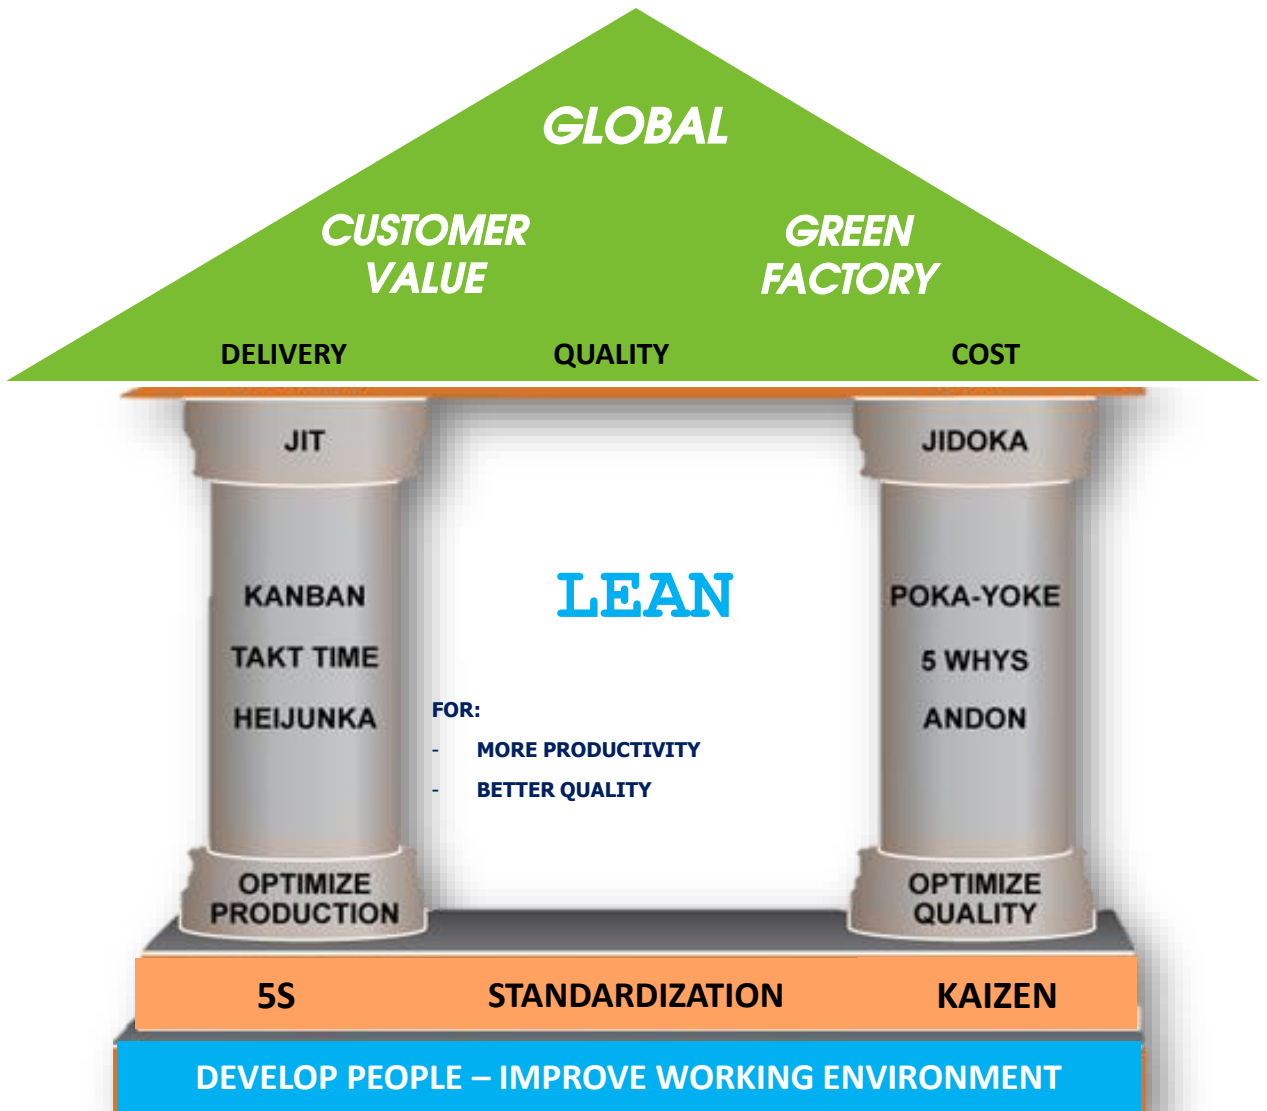 GLOBAL
CUSTOMER
VALUE
GREEN
FACTORY
DELIVERY QUALITY COST
JIT
KANBAN
TAKT TIME
HEIJUNKA
OPTIMIZE
PRODUCTION
LEAN
FOR:
- MORE PRODUCTIVITY
- BETTER QUALITY
JIDOKA
POKA-YOKE
5 WHYS
ANDON
OPTIMIZE
QUALITY
5S STANDARDIZATION KAIZEN
DEVELOP PEOPLE – IMPROVE WORKING ENVIRONMENT